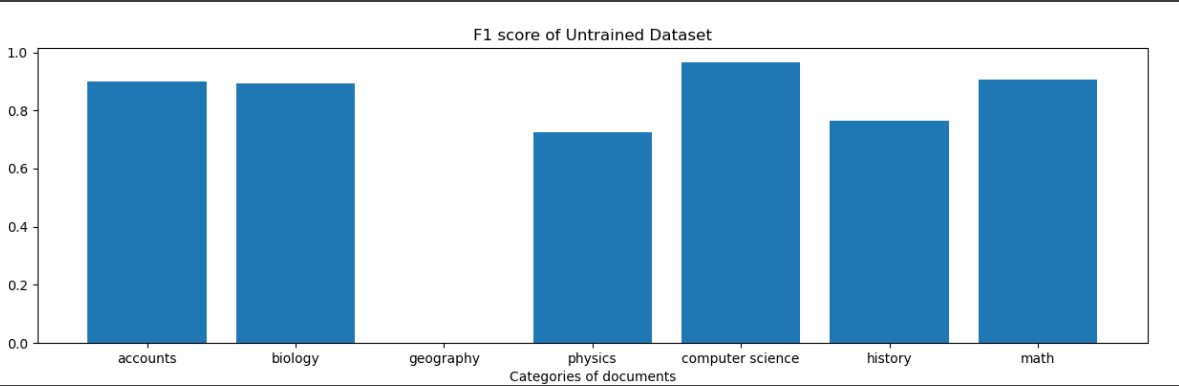 F1 score of Untrained Dataset
1.0
0.8
0.6
0.4
0.2
0.0
accounts biology geography physics computer science history math
Categories of documents